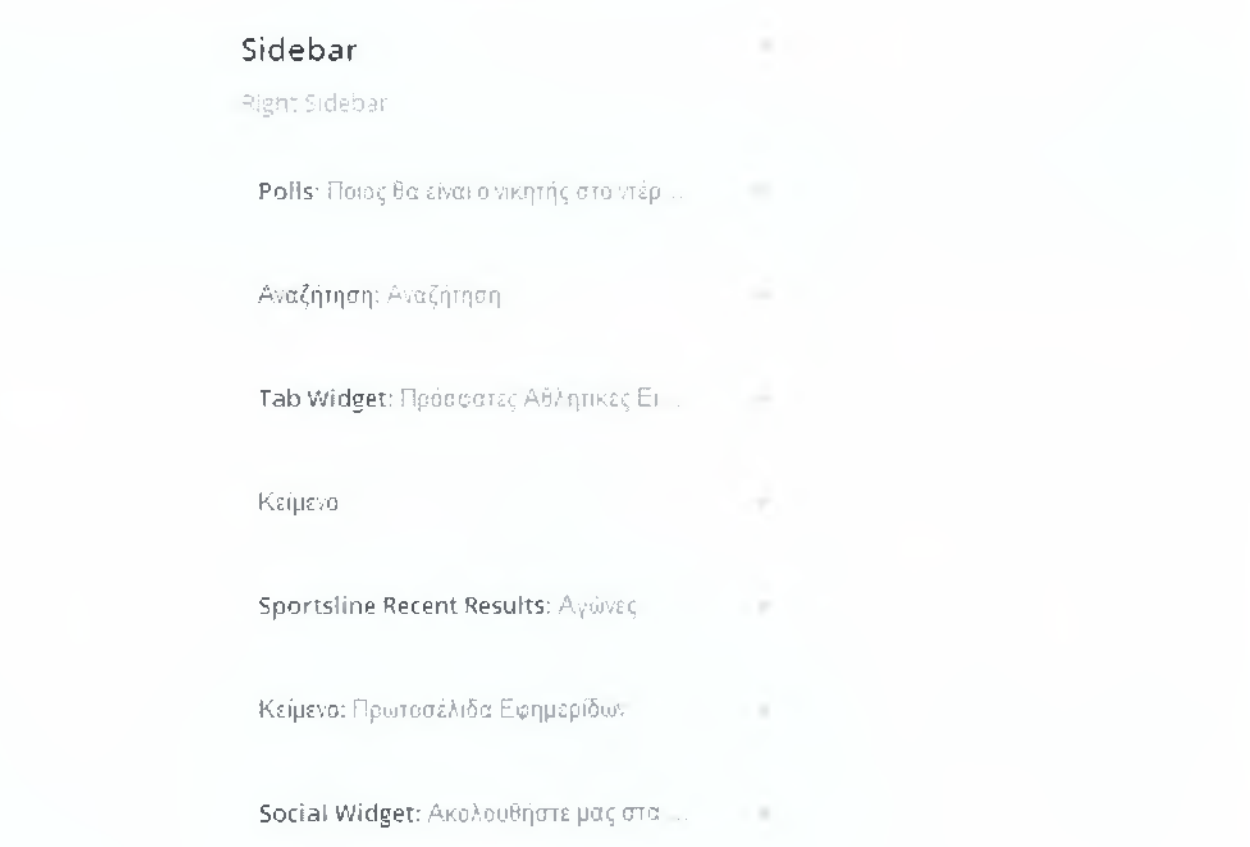 Sidebar
Right Sidebar
Polls: Ποιος θα είναι ο νικητής στο ντέρ ...
Αναζήτηση: Αναζήτηση
Tab Widget: Πρόσφατες Αθλητικές Ει ...
Κείμενο
Sportsline Recent Results: Αγώνες
Κείμενο: Πρωτοσέλιδα Εφημερίδων
Social Widget: Ακολουθήστε μας στα ...